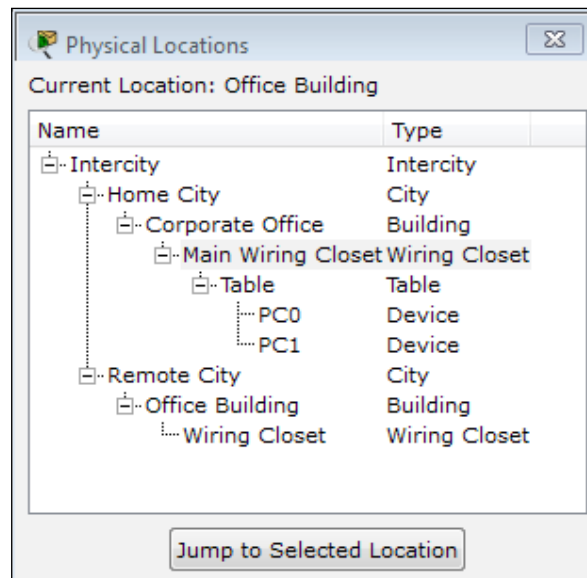 Physical Locations
Current Location: Office Building
Name Type
Intercity Intercity
Home City City
Corporate Office Building
Main Wiring Closet Wiring Closet
Table Table
PC0 Device
PC1 Device
Remote City City
Office Building Building
Wiring Closet Wiring Closet
Jump to Selected Location